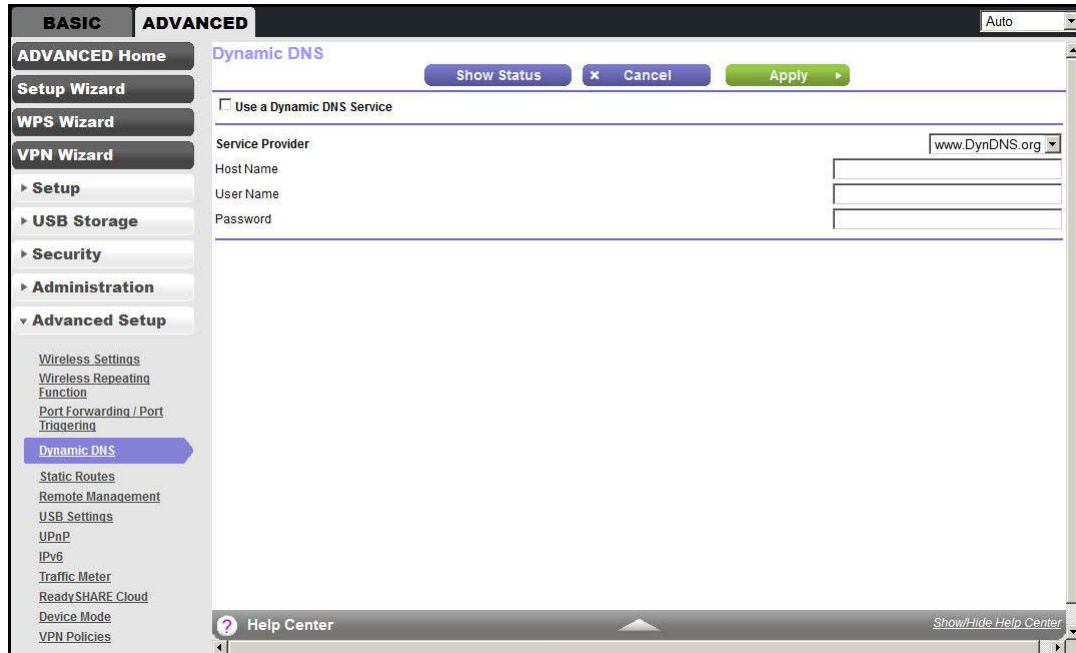 BASIC
ADVANCED
Auto
ADVANCED Home
Setup Wizard
WPS Wizard
VPN Wizard
Setup
USB Storage
Security
Administration
Advanced Setup
Wireless Settings
Wireless Repeating
Function
Port Forwarding / Port
Triggering
Dynamic DNS
Static Routes
Remote Management
USB Settings
UPnP
IPv6
Traffic Meter
ReadySHARE Cloud
Device Mode
VPN Policies
Dynamic DNS
Show Status
× Cancel
Apply
Use a Dynamic DNS Service
Service Provider
www.DynDNS.org
Host Name
User Name
Password
? Help Center
Show/Hide Help Center